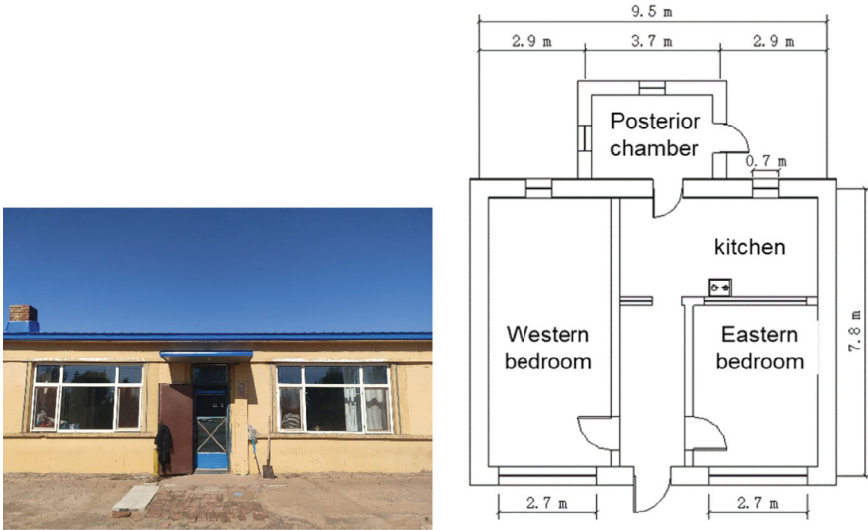 9.5 m
2.9 m 3.7 m 2.9 m
Posterior
chamber
0.7 m
kitchen
Western
bedroom
Eastern
bedroom
7.8 m
2.7 m 2.7 m